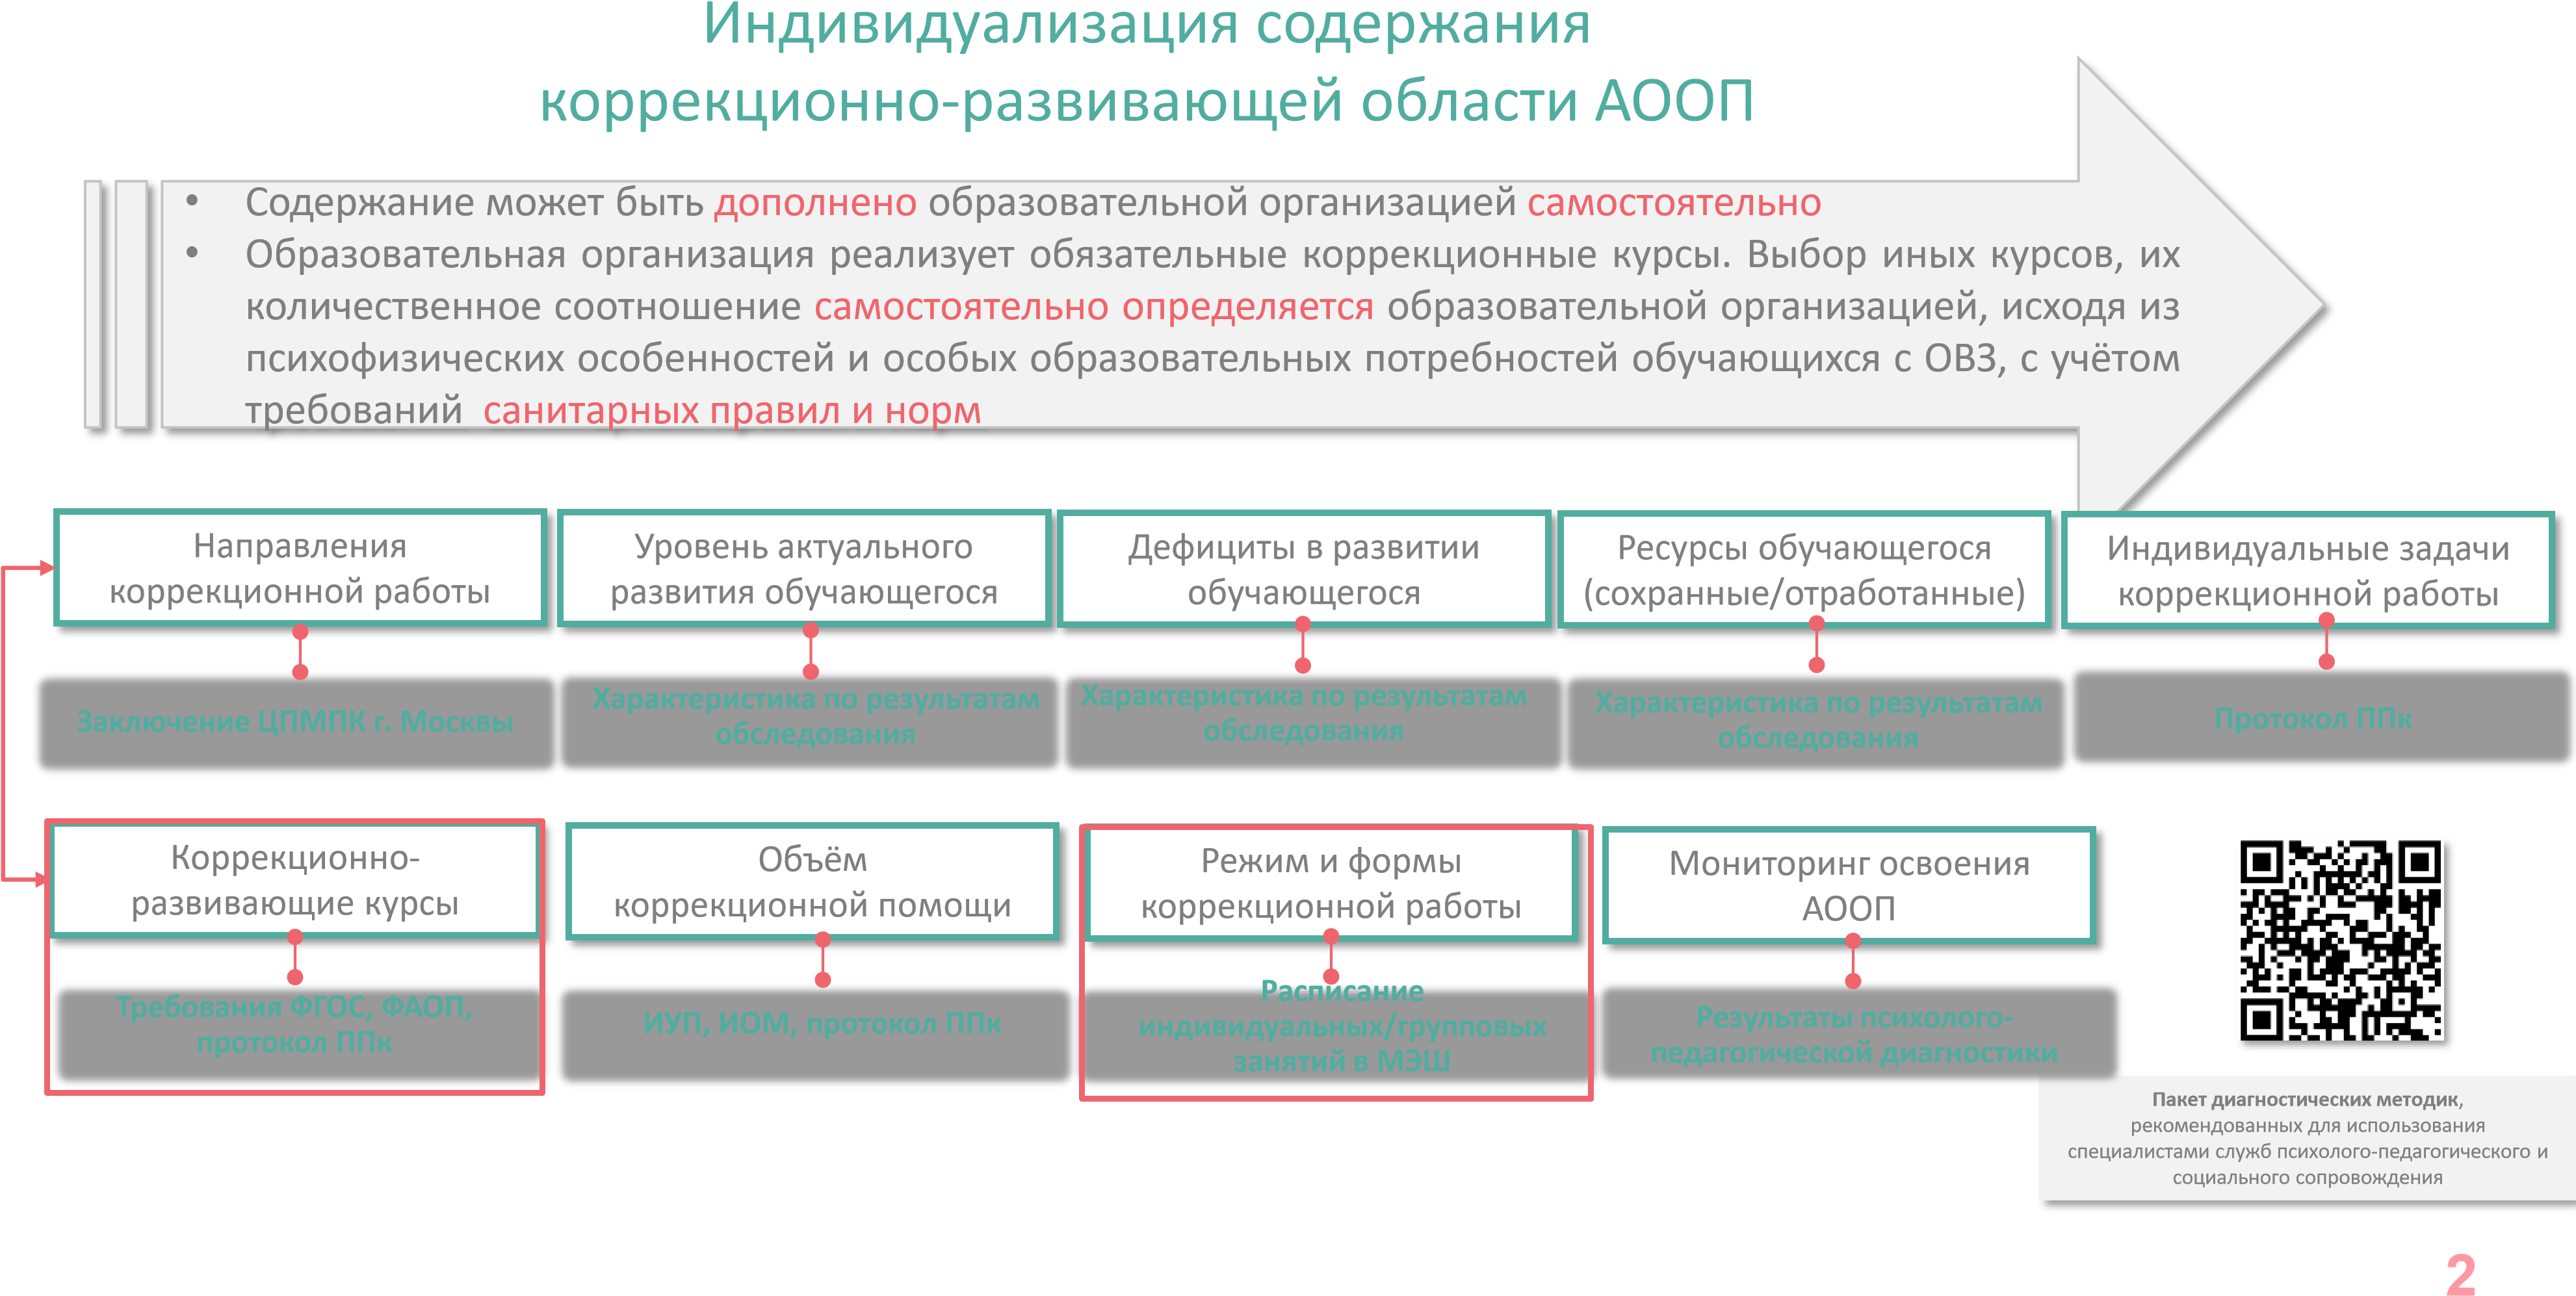 Индивидуализация содержания
коррекционно-развивающей области АООП
• Содержание может быть дополнено образовательной организацией самостоятельно
• Образовательная организация реализует обязательные коррекционные курсы. Выбор иных курсов, их
количественное соотношение самостоятельно определяется образовательной организацией, исходя из
психофизических особенностей и особых образовательных потребностей обучающихся с ОВЗ, с учётом
требований санитарных правил и норм
Направления
коррекционной работы
Уровень актуального
развития обучающегося
Дефициты в развитии
обучающегося
Ресурсы обучающегося
(сохранные/отработанные)
Индивидуальные задачи
коррекционной работы
Заключение ЦПМПК г. Москвы
Характеристика по результатам
обследования
Характеристика по результатам
обследования
Характеристика по результатам
обследования
Протокол ППк
Коррекционно-
развивающие курсы
Объём
коррекционной помощи
Режим и формы
коррекционной работы
Мониторинг освоения
АООП
Требования ФГОС, ФАОП,
протокол ППк
ИУП, ИОМ, протокол ППк
Расписание
индивидуальных/групповых
занятий в МЭШ
Результаты психолого-
педагогической диагностики
Пакет диагностических методик,
рекомендованных для использования
специалистами служб психолого-педагогического и
социального сопровождения
2